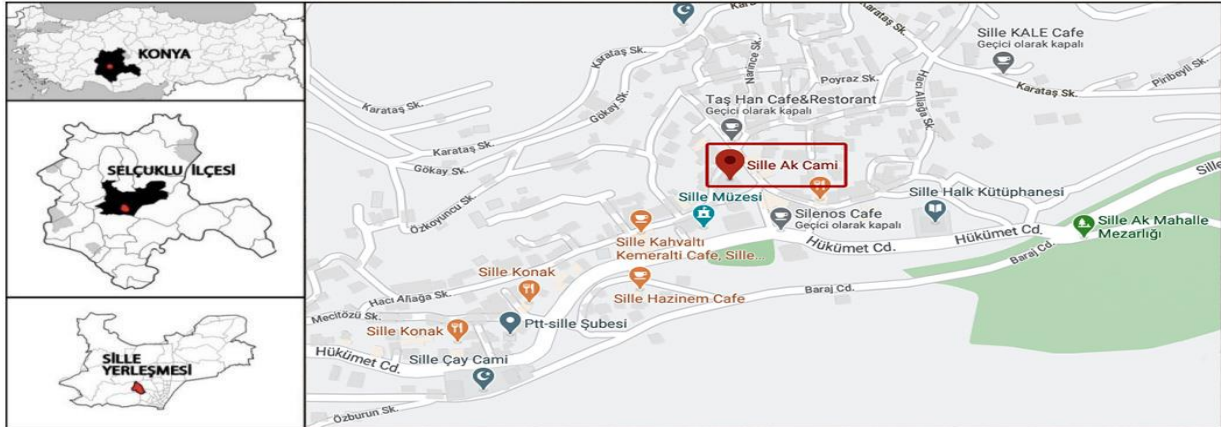 KONYA
SELÇUKLU İLÇESİ
SİLLE
YERLEŞMESİ
Karataş Sk.
Narince Sk.
Karataş Sk.
Sille KALE Cafe
Geçici olarak kapalı
Poyraz Sk.
Hacı Aliağa Sk.
Piribeyli Sk.
Karataş Sk.
Karataş Sk.
Gökay Sk.
Taş Han Cafe&Restorant
Geçici olarak kapalı
Karataş Sk.
Gökay Sk.
Sille Ak Cami
Sille
Özkoyuncu Sk.
Sille Müzesi
Sille Halk Kütüphanesi
Silenos Cafe
Geçici olarak kapalı
Sille Ak Mahalle
Mezarlığı
Sille Kahvaltı
Kemeralti Cafe, Sille...
Hükümet Cd.
Hükümet Cd.
Baraj Cd.
Sille Konak
Sille Hazinem Cafe
Baraj Cd.
Hacı Aliağa Sk.
Mecitözü Sk.
Ptt-sille Şubesi
Sille Konak
Hükümet Cd.
Sille Çay Cami
Özburun Sk.